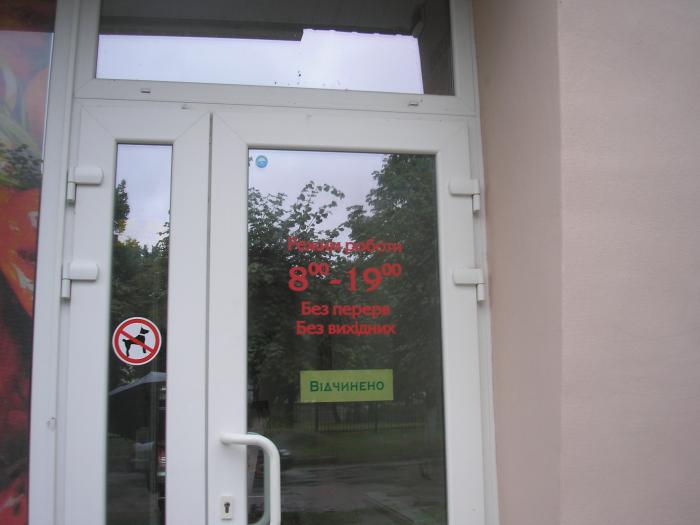 Режим роботи
8⁰⁰-19⁰⁰
Без перерв
Без вихідних
Відчинено